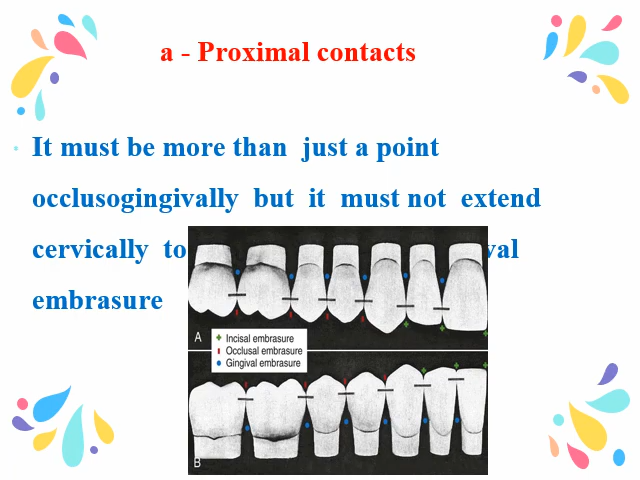 a - Proximal contacts
It must be more than just a point
occlusogingivally but it must not extend
cervically to val
embrasure
A
Incisal embrasure
Occlusal embrasure
Gingival embrasure
B